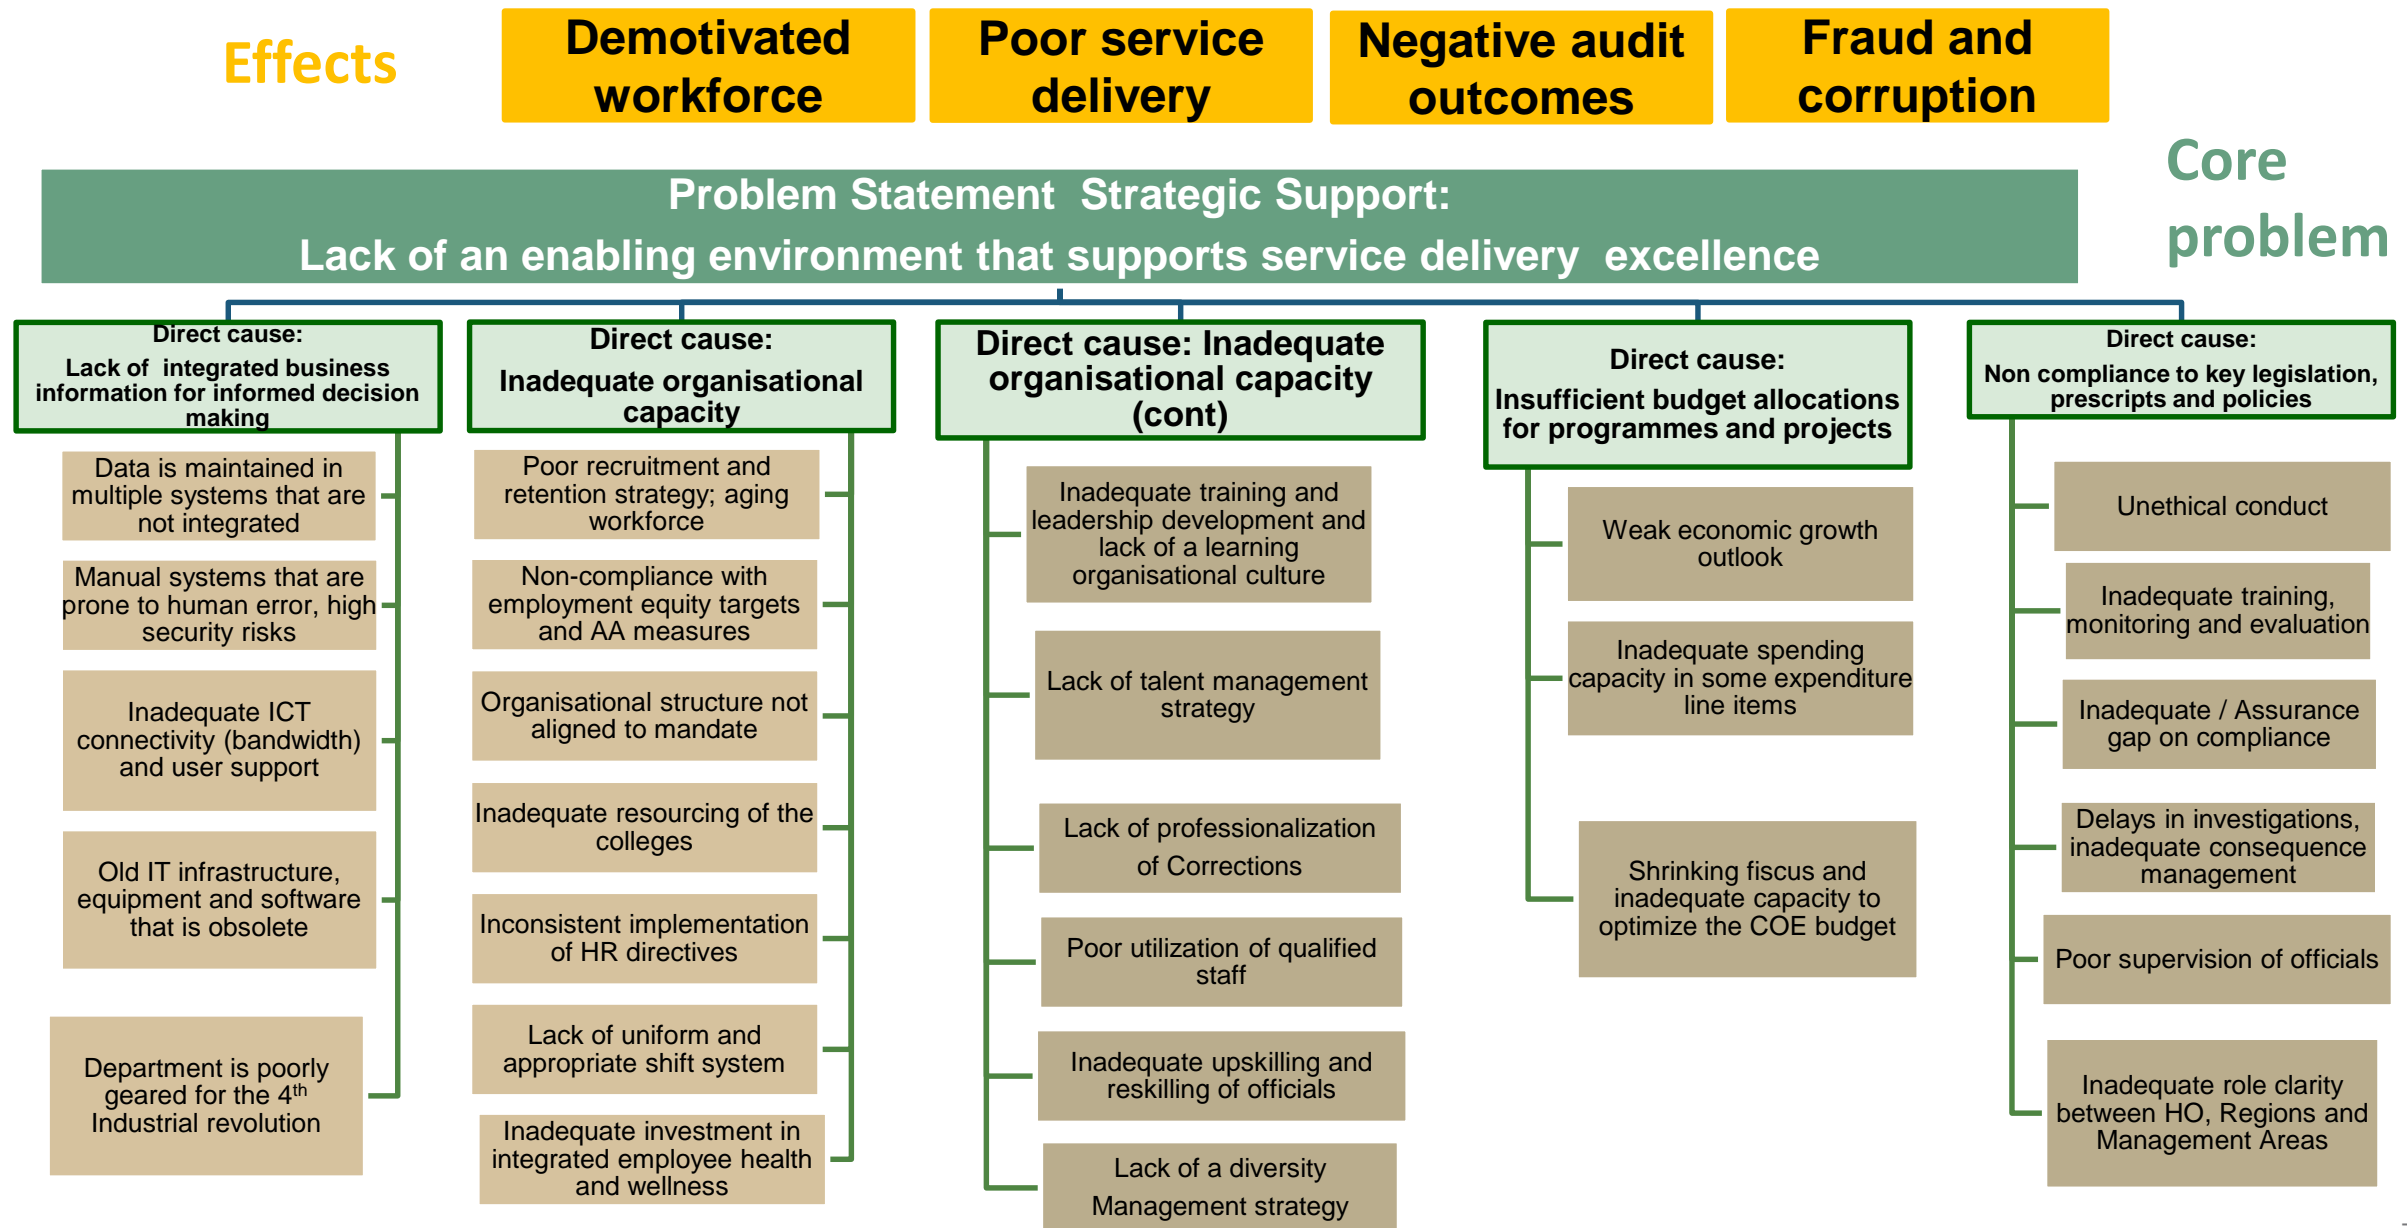 Effects
Demotivated
workforce
Poor service
delivery
Negative audit
outcomes
Fraud and
corruption
Core
problem
Problem Statement  Strategic Support:
Lack of an enabling environment that supports service delivery  excellence
Direct cause:
Lack of  integrated business
information for informed decision
making
Data is maintained in
multiple systems that are
not integrated
Manual systems that are
prone to human error, high
security risks
Inadequate ICT
connectivity (bandwidth)
and user support
Old IT infrastructure,
equipment and software
that is obsolete
Department is poorly
geared for the 4th
Industrial revolution
Direct cause:
Inadequate organisational
capacity
Poor recruitment and
retention strategy; aging
workforce
Non-compliance with
employment equity targets
and AA measures
Organisational structure not
aligned to mandate
Inadequate resourcing of the
colleges
Inconsistent implementation
of HR directives
Lack of uniform and
appropriate shift system
Inadequate investment in
integrated employee health
and wellness
Direct cause: Inadequate
organisational capacity
(cont)
Inadequate training and
leadership development and
lack of a learning
organisational culture
Lack of talent management
strategy
Lack of professionalization
of Corrections
Poor utilization of qualified
staff
Inadequate upskilling and
reskilling of officials
Lack of a diversity
Management strategy
Direct cause:
Insufficient budget allocations
for programmes and projects
Weak economic growth
outlook
Inadequate spending
capacity in some expenditure
line items
Shrinking fiscus and
inadequate capacity to
optimize the COE budget
Direct cause:
Non compliance to key legislation,
prescripts and policies
Unethical conduct
Inadequate training,
monitoring and evaluation
Inadequate / Assurance
gap on compliance
Delays in investigations,
inadequate consequence
management
Poor supervision of officials
Inadequate role clarity
between HO, Regions and
Management Areas